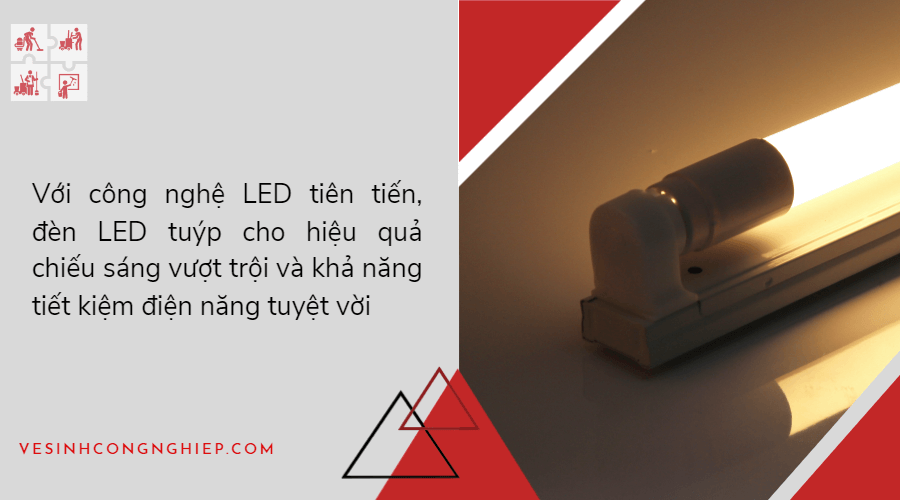 Với công nghệ LED tiên tiến,
đèn LED tuýp cho hiệu quả
chiếu sáng vượt trội và khả năng
tiết kiệm điện năng tuyệt vời
VESINHCONGNGHIEP.COM